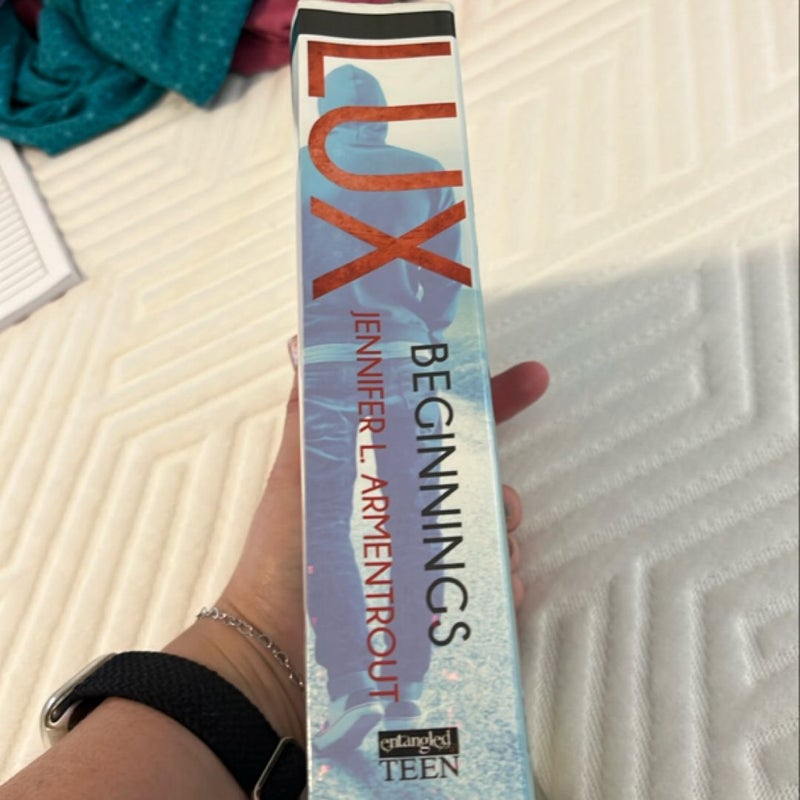 LUX
BEGINNINGS
JENNIFER L. ARMENTROUT
entangled
TEEN